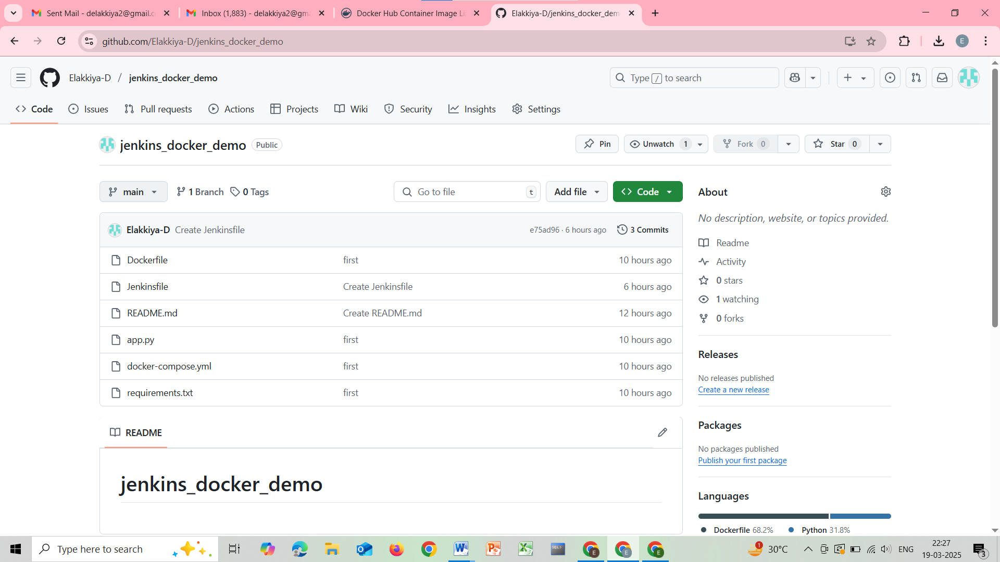 Sent Mail - delakkiya2@gmail.c
Inbox (1,883) - delakkiya2@gm
Docker Hub Container Image Li
Elakkiya-D/jenkins_docker_dem
github.com/Elakkiya-D/jenkins_docker_demo
E
Elakkiya-D / jenkins_docker_demo
Type / to search
Code Issues Pull requests Actions Projects Wiki Security Insights Settings
jenkins_docker_demo Public
Pin Unwatch 1 Fork 0 Star 0
main 1 Branch 0 Tags
Go to file t Add file Code
Elakkiya-D Create Jenkinsfile e75ad96 · 6 hours ago 3 Commits
Dockerfile first 10 hours ago
Jenkinsfile Create Jenkinsfile 6 hours ago
README.md Create README.md 12 hours ago
app.py first 10 hours ago
docker-compose.yml first 10 hours ago
requirements.txt first 10 hours ago
README
jenkins_docker_demo
About
No description, website, or topics provided.
Readme
Activity
0 stars
1 watching
0 forks
Releases
No releases published
Create a new release
Packages
No packages published
Publish your first package
Languages
Dockerfile 68.2% Python 31.8%
Type here to search
SQL>
E
E
E
1
30°C
ENG
22:27
19-03-2025
3